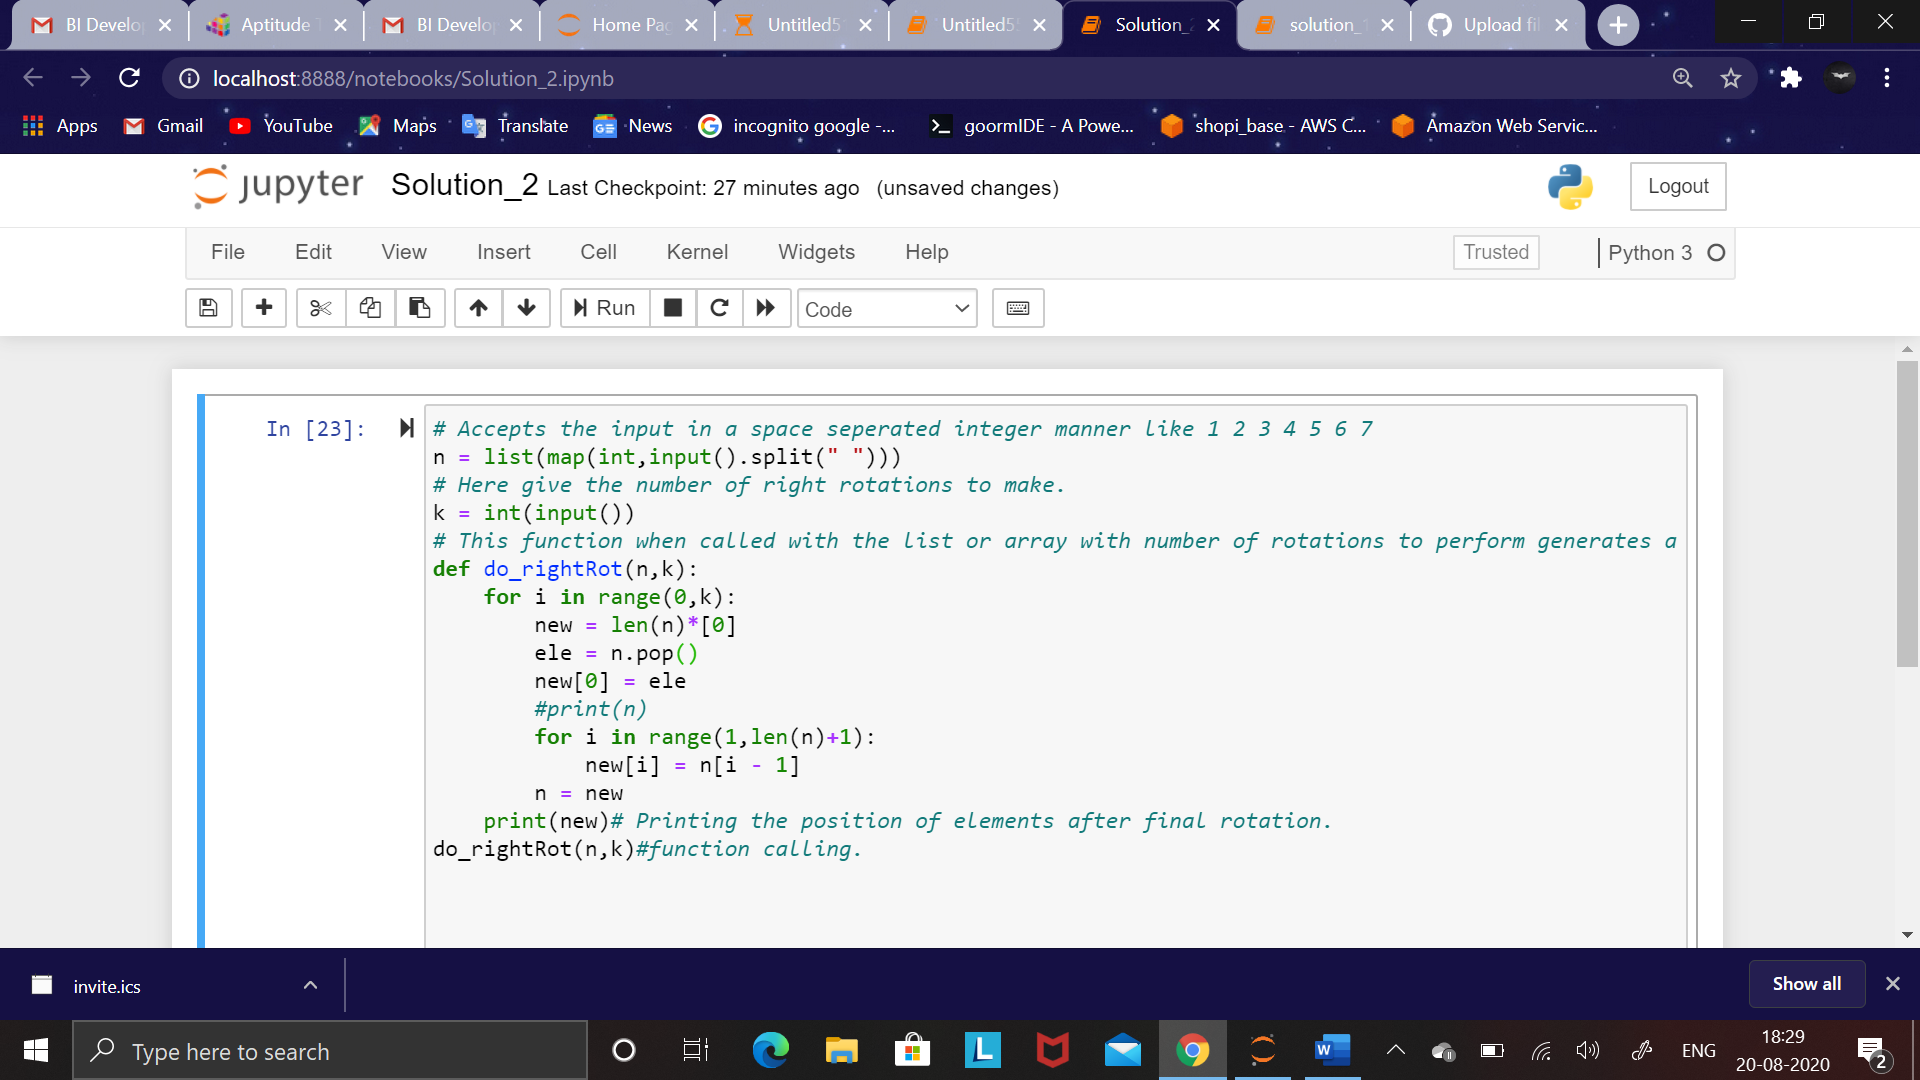 BI Develo
Aptitude T
BI Develo
Home Pag
Untitled5
Untitled5
Solution_
solution_
Upload fil
localhost:8888/notebooks/Solution_2.ipynb
Apps
Gmail
YouTube
Maps
Translate
News
incognito google -...
goormIDE - A Powe...
shopi_base - AWS C...
Amazon Web Servic...
jupyter
Solution_2 Last Checkpoint: 27 minutes ago (unsaved changes)
Logout
File Edit View Insert Cell Kernel Widgets Help
Trusted
Python 3
Run
Code
In [23]:
# Accepts the input in a space seperated integer manner like 1 2 3 4 5 6 7
n = list(map(int,input().split(" ")))
# Here give the number of right rotations to make.
k = int(input())
# This function when called with the list or array with number of rotations to perform generates a
def do_rightRot(n,k):
    for i in range(0,k):
        new = len(n)*[0]
        ele = n.pop()
        new[0] = ele
        #print(n)
        for i in range(1,len(n)+1):
            new[i] = n[i - 1]
        n = new
    print(new)# Printing the position of elements after final rotation.
do_rightRot(n,k)#function calling.
invite.ics
Show all
Type here to search
ENG
18:29
20-08-2020
2